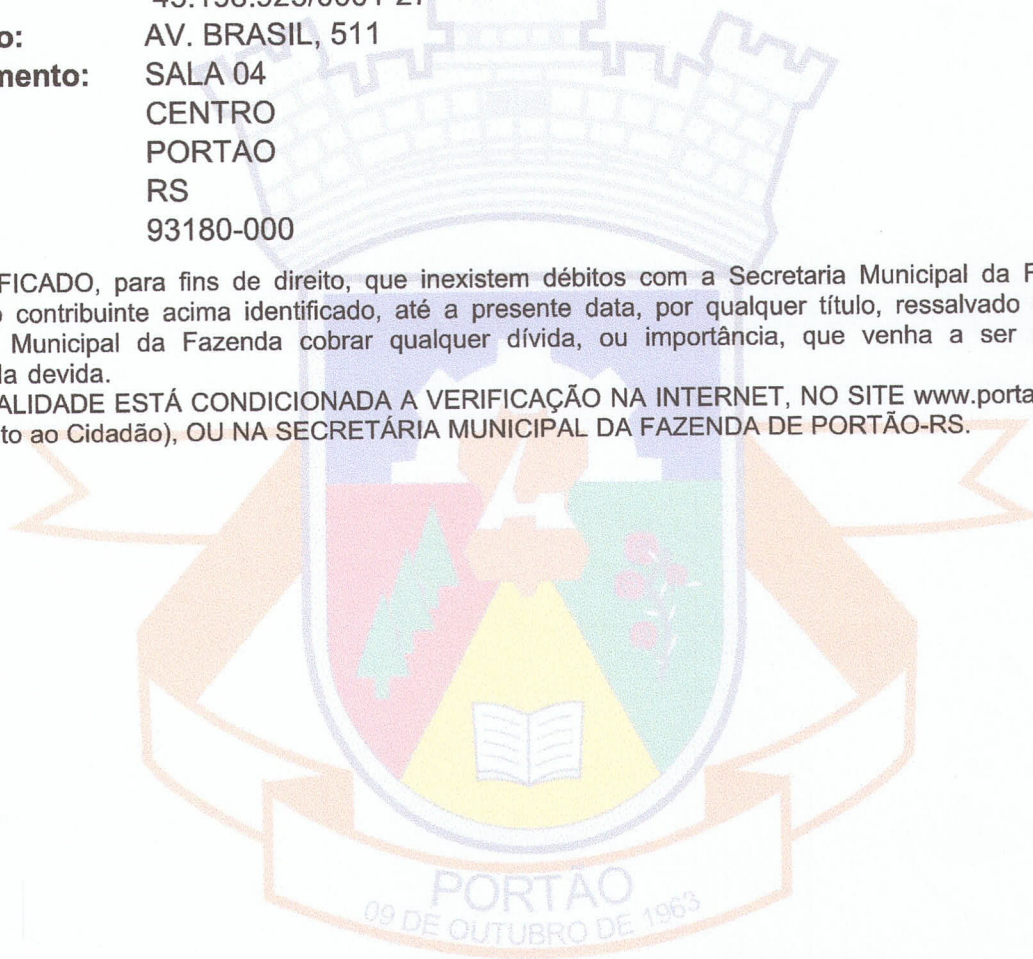 o: AV. BRASIL, 511
mento: SALA 04
CENTRO
PORTAO
RS
93180-000
FICADO, para fins de direito, que inexistem débitos com a Secretaria Municipal da F
o contribuinte acima identificado, até a presente data, por qualquer título, ressalvado
Municipal da Fazenda cobrar qualquer dívida, ou importância, que venha a ser
da devida.
ALIDADE ESTÁ CONDICIONADA A VERIFICAÇÃO NA INTERNET, NO SITE www.porta
to ao Cidadão), OU NA SECRETÁRIA MUNICIPAL DA FAZENDA DE PORTÃO-RS.
PORTÃO
09 DE OUTUBRO DE 1963